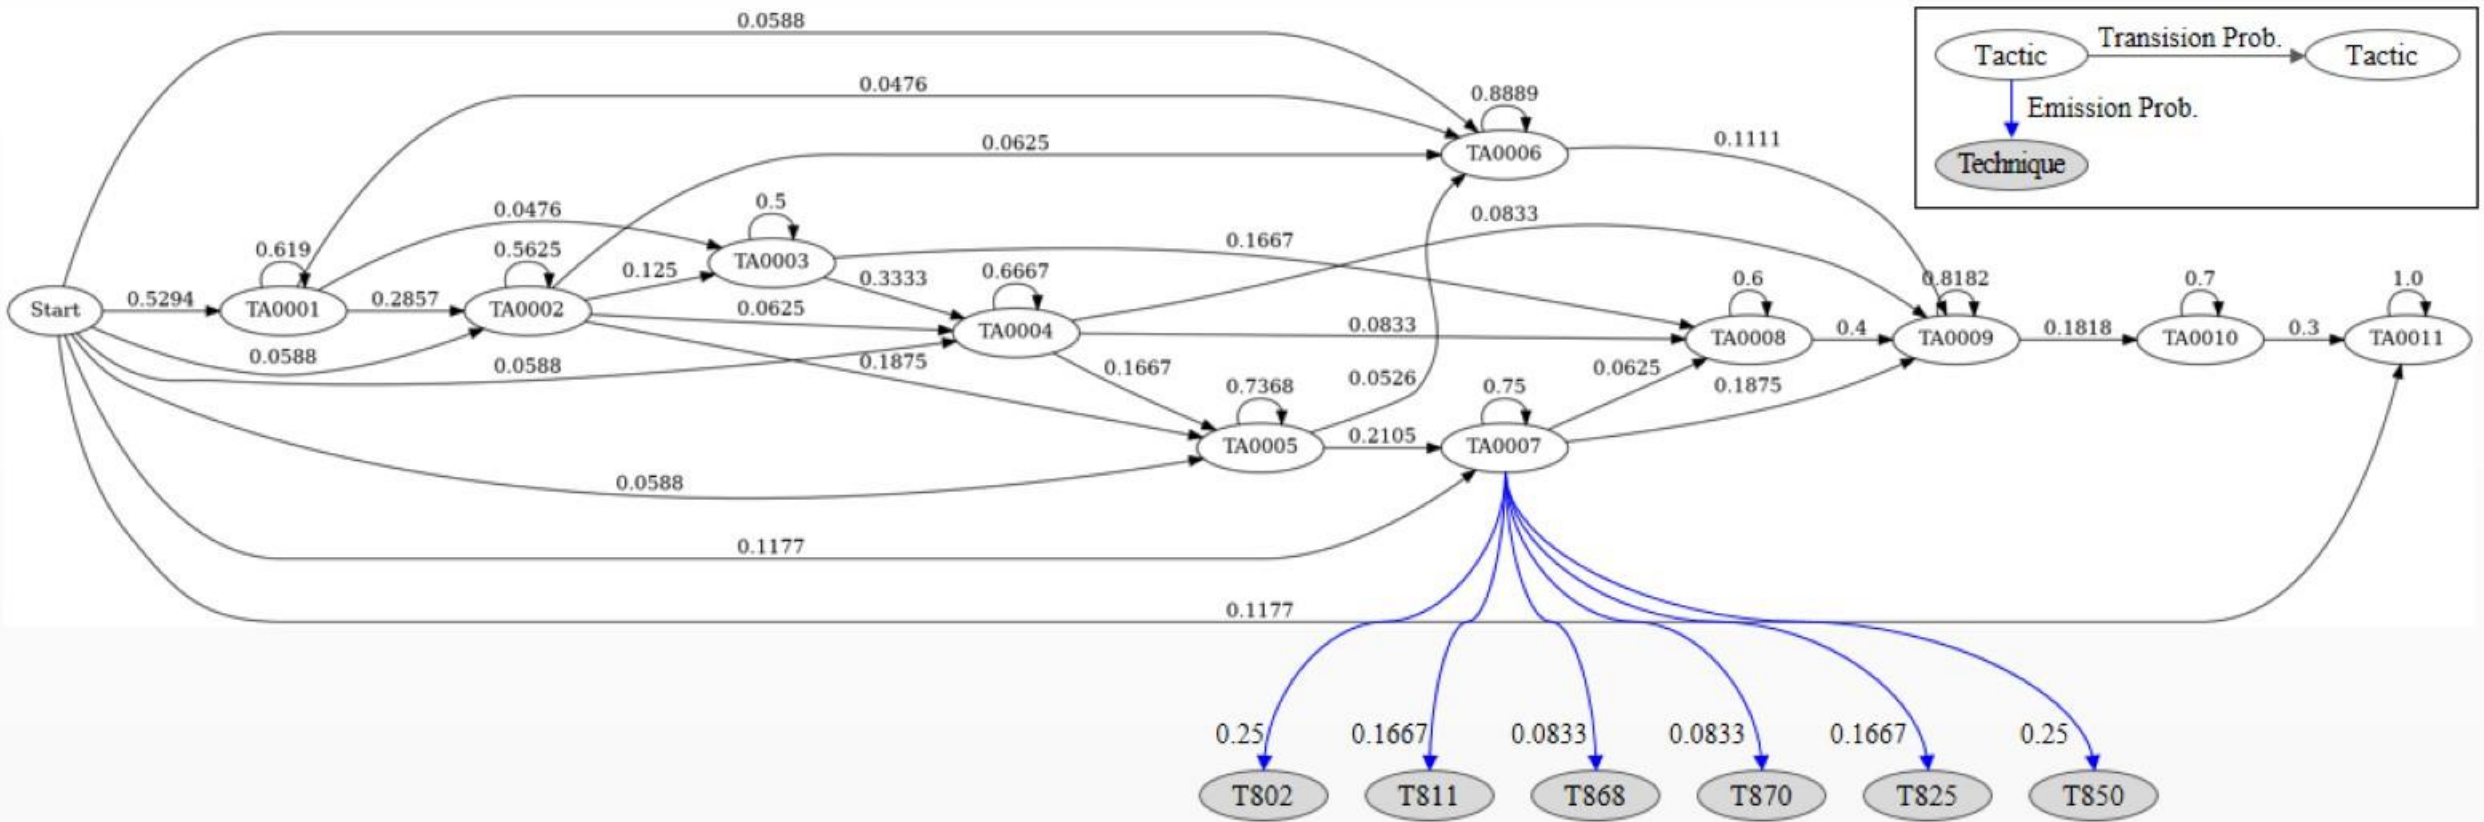 0.0588
Transision Prob.
Tactic
Tactic
0.0476
0.8889
Emission Prob.
0.0625
0.1111
TA0006
Technique
0.5
0.0476
0.0833
0.619
0.5625
0.125
TA0003
0.6667
0.1667
0.3333
0.6
0.8182
0.7
1.0
Start
0.5294
TA0001
0.2857
TA0002
0.0625
TA0004
0.0833
TA0008
0.4
TA0009
0.1818
TA0010
0.3
TA0011
0.0588
0.0588
0.1875
0.1667
0.7368
0.0526
0.75
0.0625
0.1875
TA0005
0.2105
TA0007
0.0588
0.1177
0.1177
0.25
0.1667
0.0833
0.0833
0.1667
0.25
T802
T811
T868
T870
T825
T850